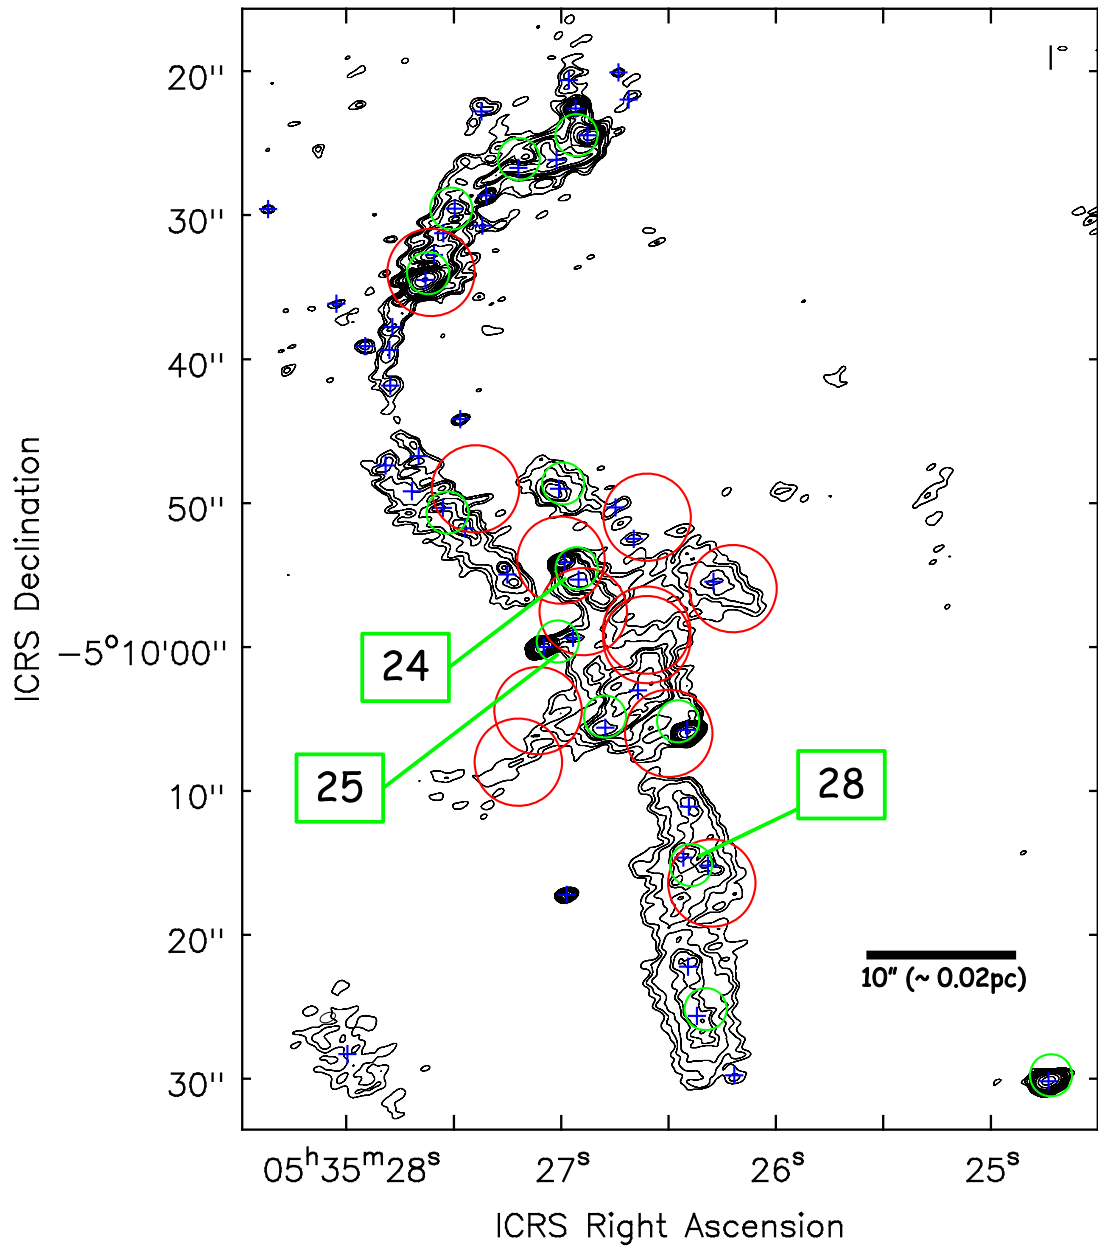 20''
30''
40''
50''
−5°10'00''
10''
20''
30''
ICRS Declination
24
25
28
10″ (~ 0.02pc)
05ʰ35ᵐ28ˢ 27ˢ 26ˢ 25ˢ
ICRS Right Ascension